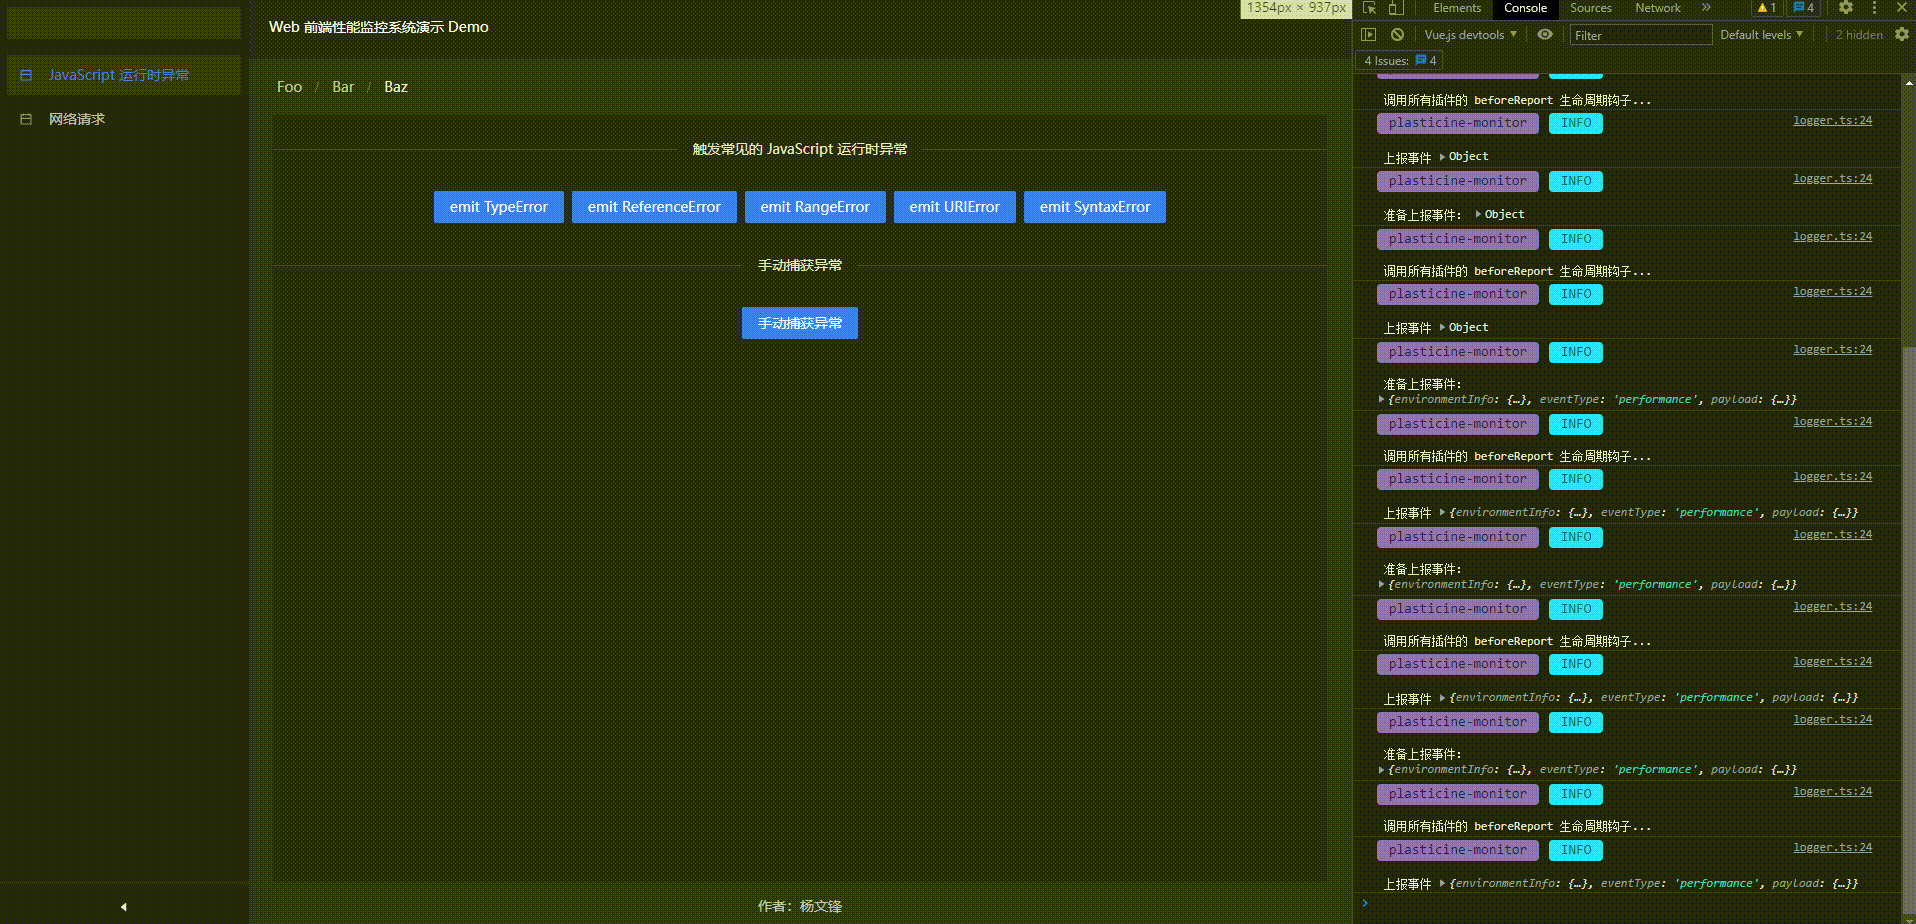 JavaScript 运行时异常
网络请求
Web 前端性能监控系统演示 Demo
Foo / Bar / Baz
触发常见的 JavaScript 运行时异常
emit TypeError
emit ReferenceError
emit RangeError
emit URIError
emit SyntaxError
手动捕获异常
手动捕获异常
作者：杨文锋
1354px × 937px
Elements Console Sources Network » 1 4
Vue.js devtools ▼ Filter Default levels ▼ 2 hidden
4 Issues: 4
调用所有插件的 beforeReport 生命周期钩子...
plasticine-monitor INFO logger.ts:24
上报事件 ▶Object
plasticine-monitor INFO logger.ts:24
准备上报事件： ▶Object
plasticine-monitor INFO logger.ts:24
调用所有插件的 beforeReport 生命周期钩子...
plasticine-monitor INFO logger.ts:24
上报事件 ▶Object
plasticine-monitor INFO logger.ts:24
准备上报事件：
▶{environmentInfo: {…}, eventType: 'performance', payload: {…}}
plasticine-monitor INFO logger.ts:24
调用所有插件的 beforeReport 生命周期钩子...
plasticine-monitor INFO logger.ts:24
上报事件 ▶{environmentInfo: {…}, eventType: 'performance', payload: {…}}
plasticine-monitor INFO logger.ts:24
准备上报事件：
▶{environmentInfo: {…}, eventType: 'performance', payload: {…}}
plasticine-monitor INFO logger.ts:24
调用所有插件的 beforeReport 生命周期钩子...
plasticine-monitor INFO logger.ts:24
上报事件 ▶{environmentInfo: {…}, eventType: 'performance', payload: {…}}
plasticine-monitor INFO logger.ts:24
准备上报事件：
▶{environmentInfo: {…}, eventType: 'performance', payload: {…}}
plasticine-monitor INFO logger.ts:24
调用所有插件的 beforeReport 生命周期钩子...
plasticine-monitor INFO logger.ts:24
上报事件 ▶{environmentInfo: {…}, eventType: 'performance', payload: {…}}